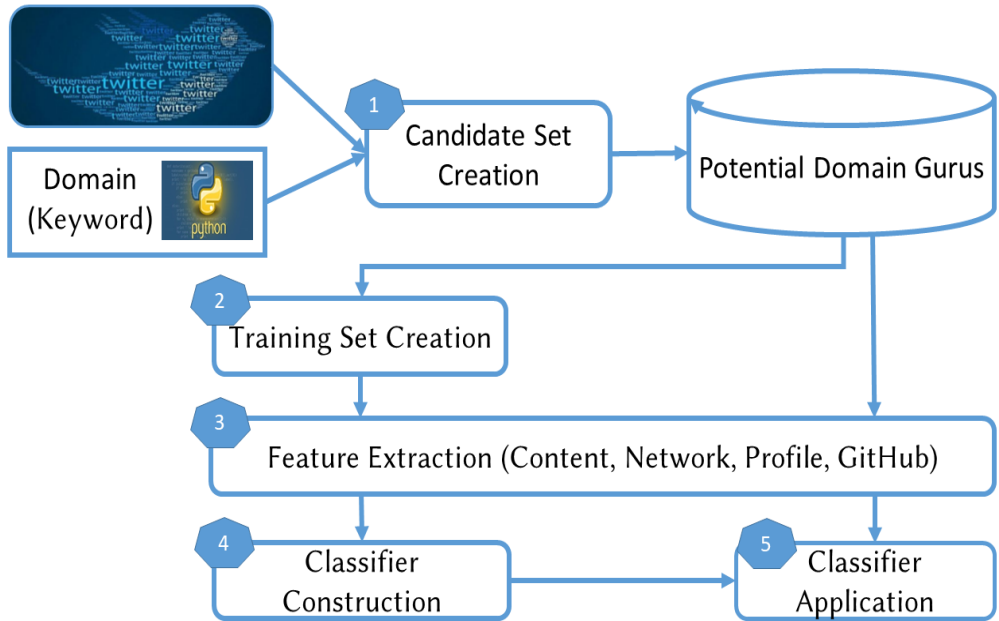 twitter
Domain
(Keyword)
python
1
Candidate Set
Creation
Potential Domain Gurus
2
Training Set Creation
3
Feature Extraction (Content, Network, Profile, GitHub)
4
Classifier
Construction
5
Classifier
Application